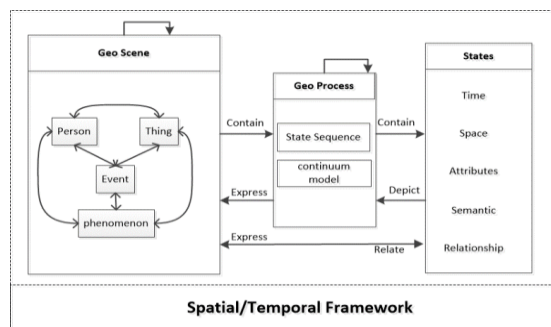 Geo Scene
Person
Thing
Event
phenomenon
Contain
Express
Express
Relate
Geo Process
State Sequence
continuum
model
Contain
Depict
States
Time
Space
Attributes
Semantic
Relationship
Spatial/Temporal Framework